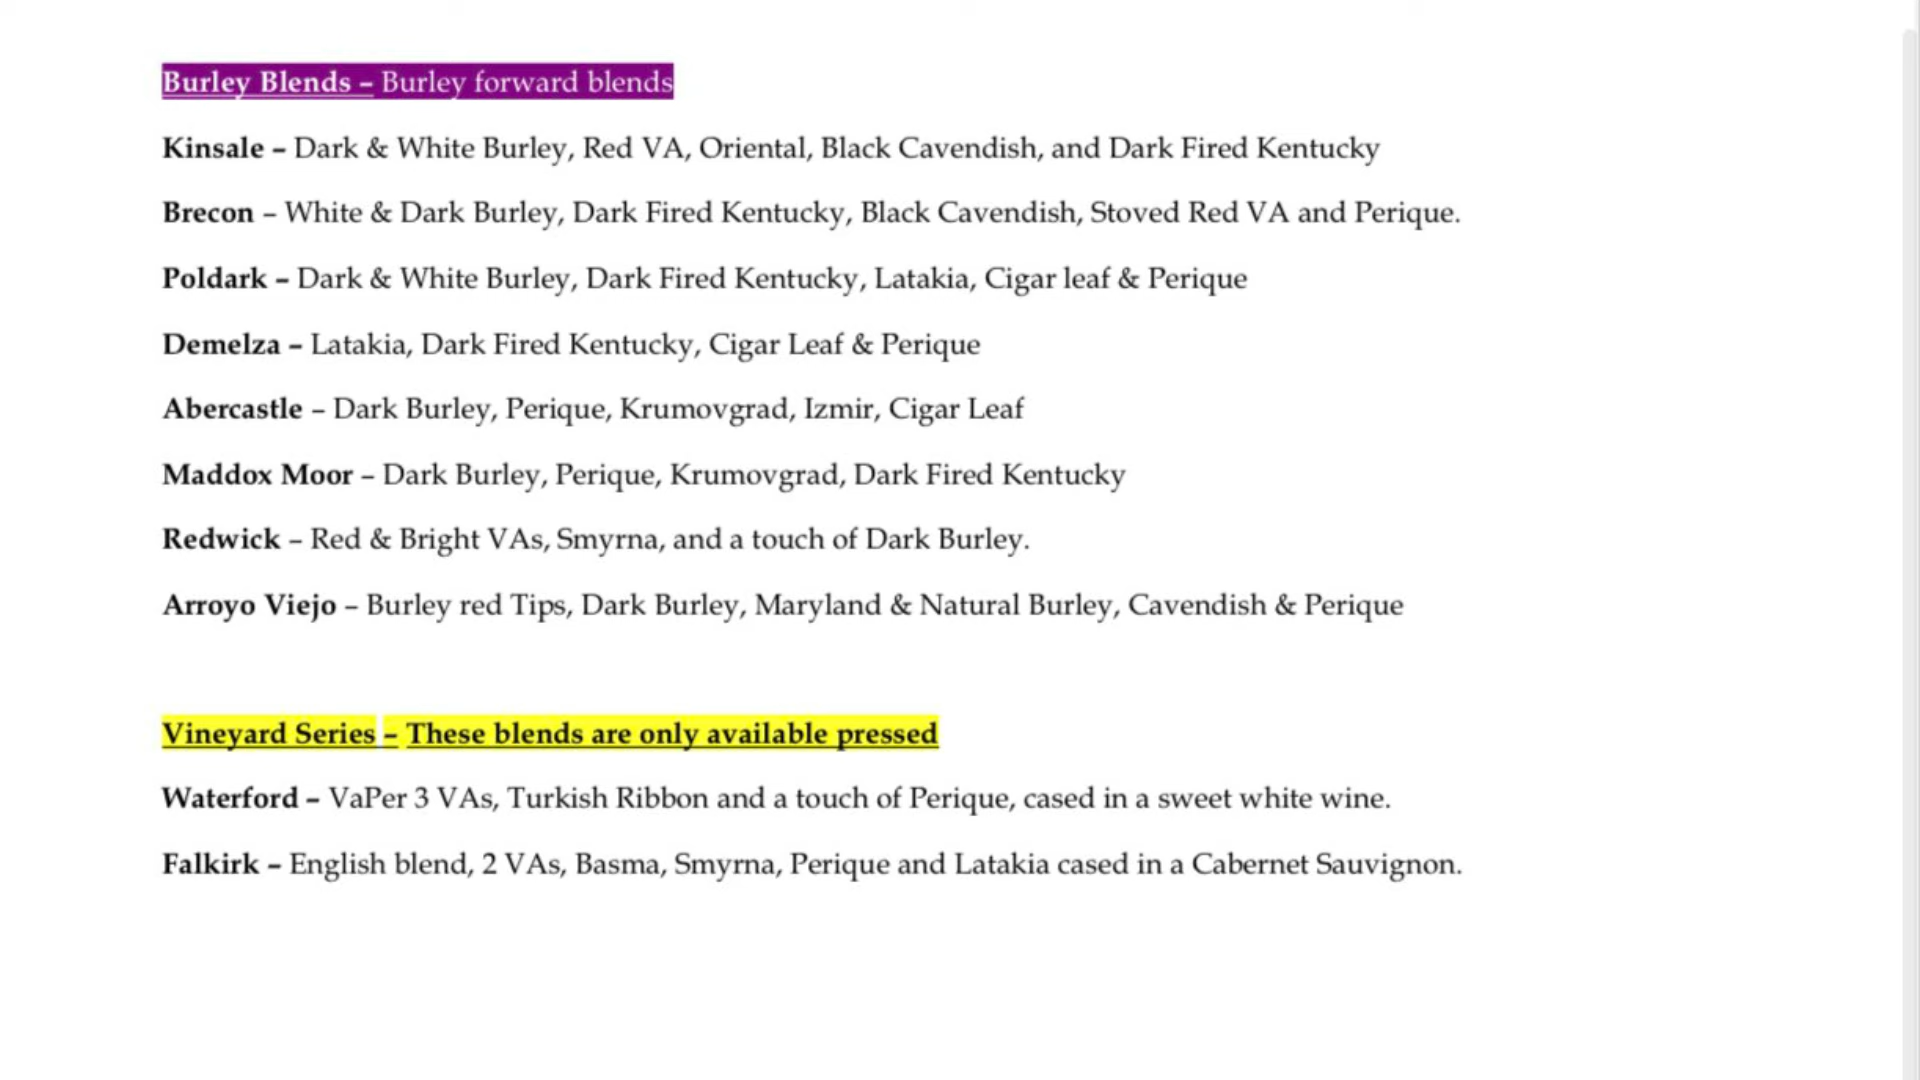 Burley Blends – Burley forward blends
Kinsale – Dark & White Burley, Red VA, Oriental, Black Cavendish, and Dark Fired Kentucky
Brecon – White & Dark Burley, Dark Fired Kentucky, Black Cavendish, Stoved Red VA and Perique.
Poldark – Dark & White Burley, Dark Fired Kentucky, Latakia, Cigar leaf & Perique
Demelza – Latakia, Dark Fired Kentucky, Cigar Leaf & Perique
Abercastle – Dark Burley, Perique, Krumovgrad, Izmir, Cigar Leaf
Maddox Moor – Dark Burley, Perique, Krumovgrad, Dark Fired Kentucky
Redwick – Red & Bright VAs, Smyrna, and a touch of Dark Burley.
Arroyo Viejo – Burley red Tips, Dark Burley, Maryland & Natural Burley, Cavendish & Perique
Vineyard Series – These blends are only available pressed
Waterford – VaPer 3 VAs, Turkish Ribbon and a touch of Perique, cased in a sweet white wine.
Falkirk – English blend, 2 VAs, Basma, Smyrna, Perique and Latakia cased in a Cabernet Sauvignon.